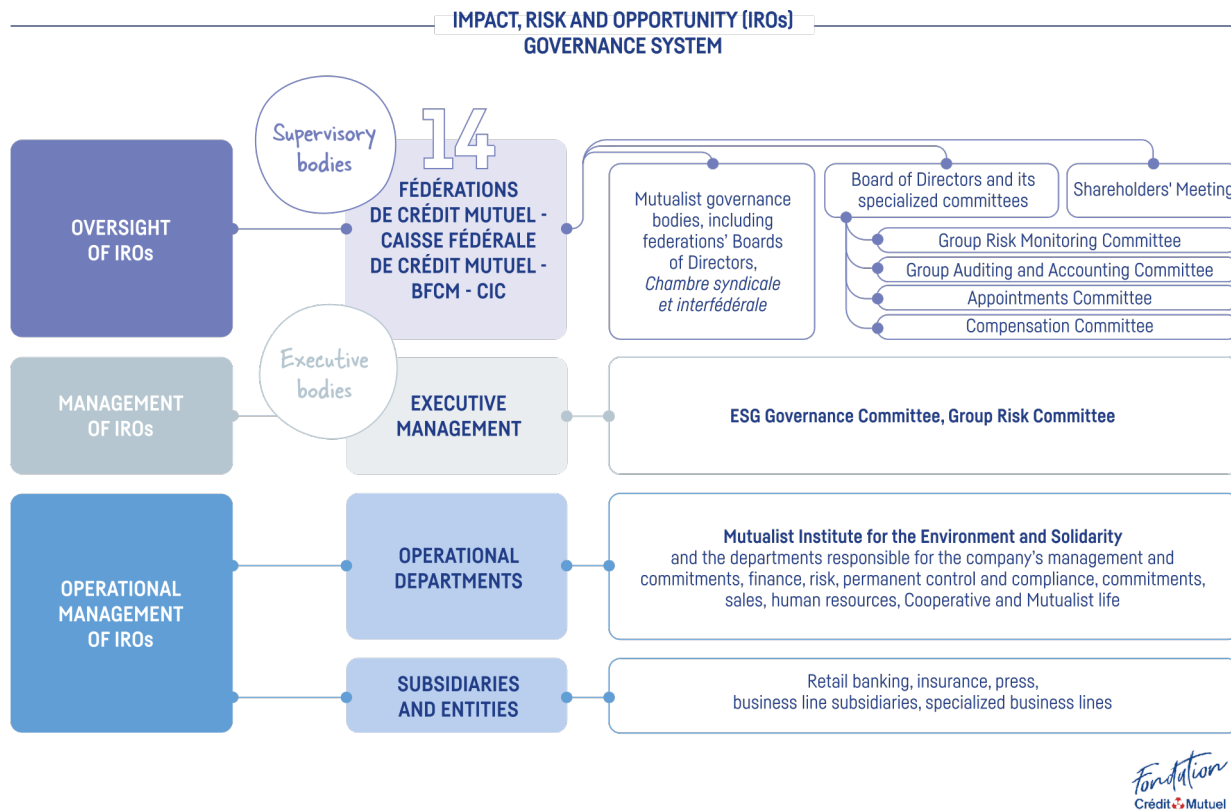 IMPACT, RISK AND OPPORTUNITY (IROs)
GOVERNANCE SYSTEM
Supervisory
bodies
14
OVERSIGHT
OF IROs
FÉDÉRATIONS
DE CRÉDIT MUTUEL -
CAISSE FÉDÉRALE
DE CRÉDIT MUTUEL -
BFCM - CIC
Mutualist governance
bodies, including
federations' Boards
of Directors,
Chambre syndicale
et interfédérale
Board of Directors and its
specialized committees
Shareholders' Meeting
Group Risk Monitoring Committee
Group Auditing and Accounting Committee
Appointments Committee
Compensation Committee
Executive
bodies
MANAGEMENT
OF IROs
EXECUTIVE
MANAGEMENT
ESG Governance Committee, Group Risk Committee
OPERATIONAL
MANAGEMENT
OF IROs
OPERATIONAL
DEPARTMENTS
Mutualist Institute for the Environment and Solidarity
and the departments responsible for the company's management and
commitments, finance, risk, permanent control and compliance, commitments,
sales, human resources, Cooperative and Mutualist life
SUBSIDIARIES
AND ENTITIES
Retail banking, insurance, press,
business line subsidiaries, specialized business lines
Fondation
Crédit Mutuel